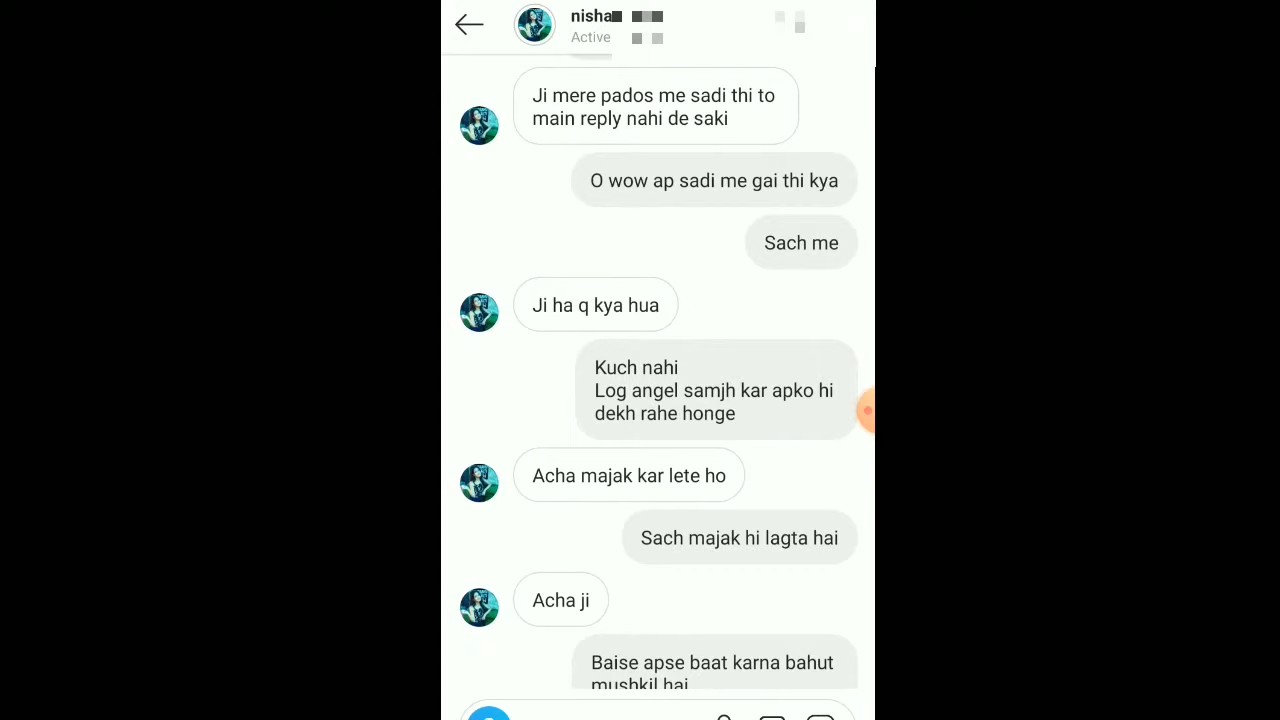 nisha
Active
Ji mere pados me sadi thi to
main reply nahi de saki
O wow ap sadi me gai thi kya
Sach me
Ji ha q kya hua
Kuch nahi
Log angel samjh kar apko hi
dekh rahe honge
Acha majak kar lete ho
Sach majak hi lagta hai
Acha ji
Baise apse baat karna bahut
mushkil hai